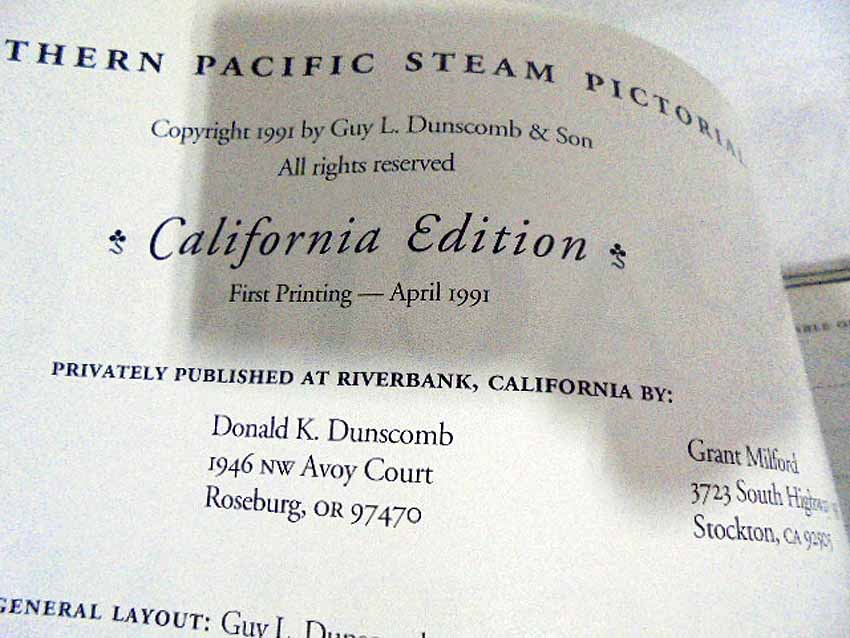 THERN PACIFIC STEAM PICTORIAL
Copyright 1991 by Guy L. Dunscomb & Son
All rights reserved
California Edition
First Printing — April 1991
PRIVATELY PUBLISHED AT RIVERBANK, CALIFORNIA BY:
Donald K. Dunscomb
1946 NW Avoy Court
Roseburg, OR 97470
Grant Milford
3723 South
Stockton, CA
GENERAL LAYOUT: Guy L.